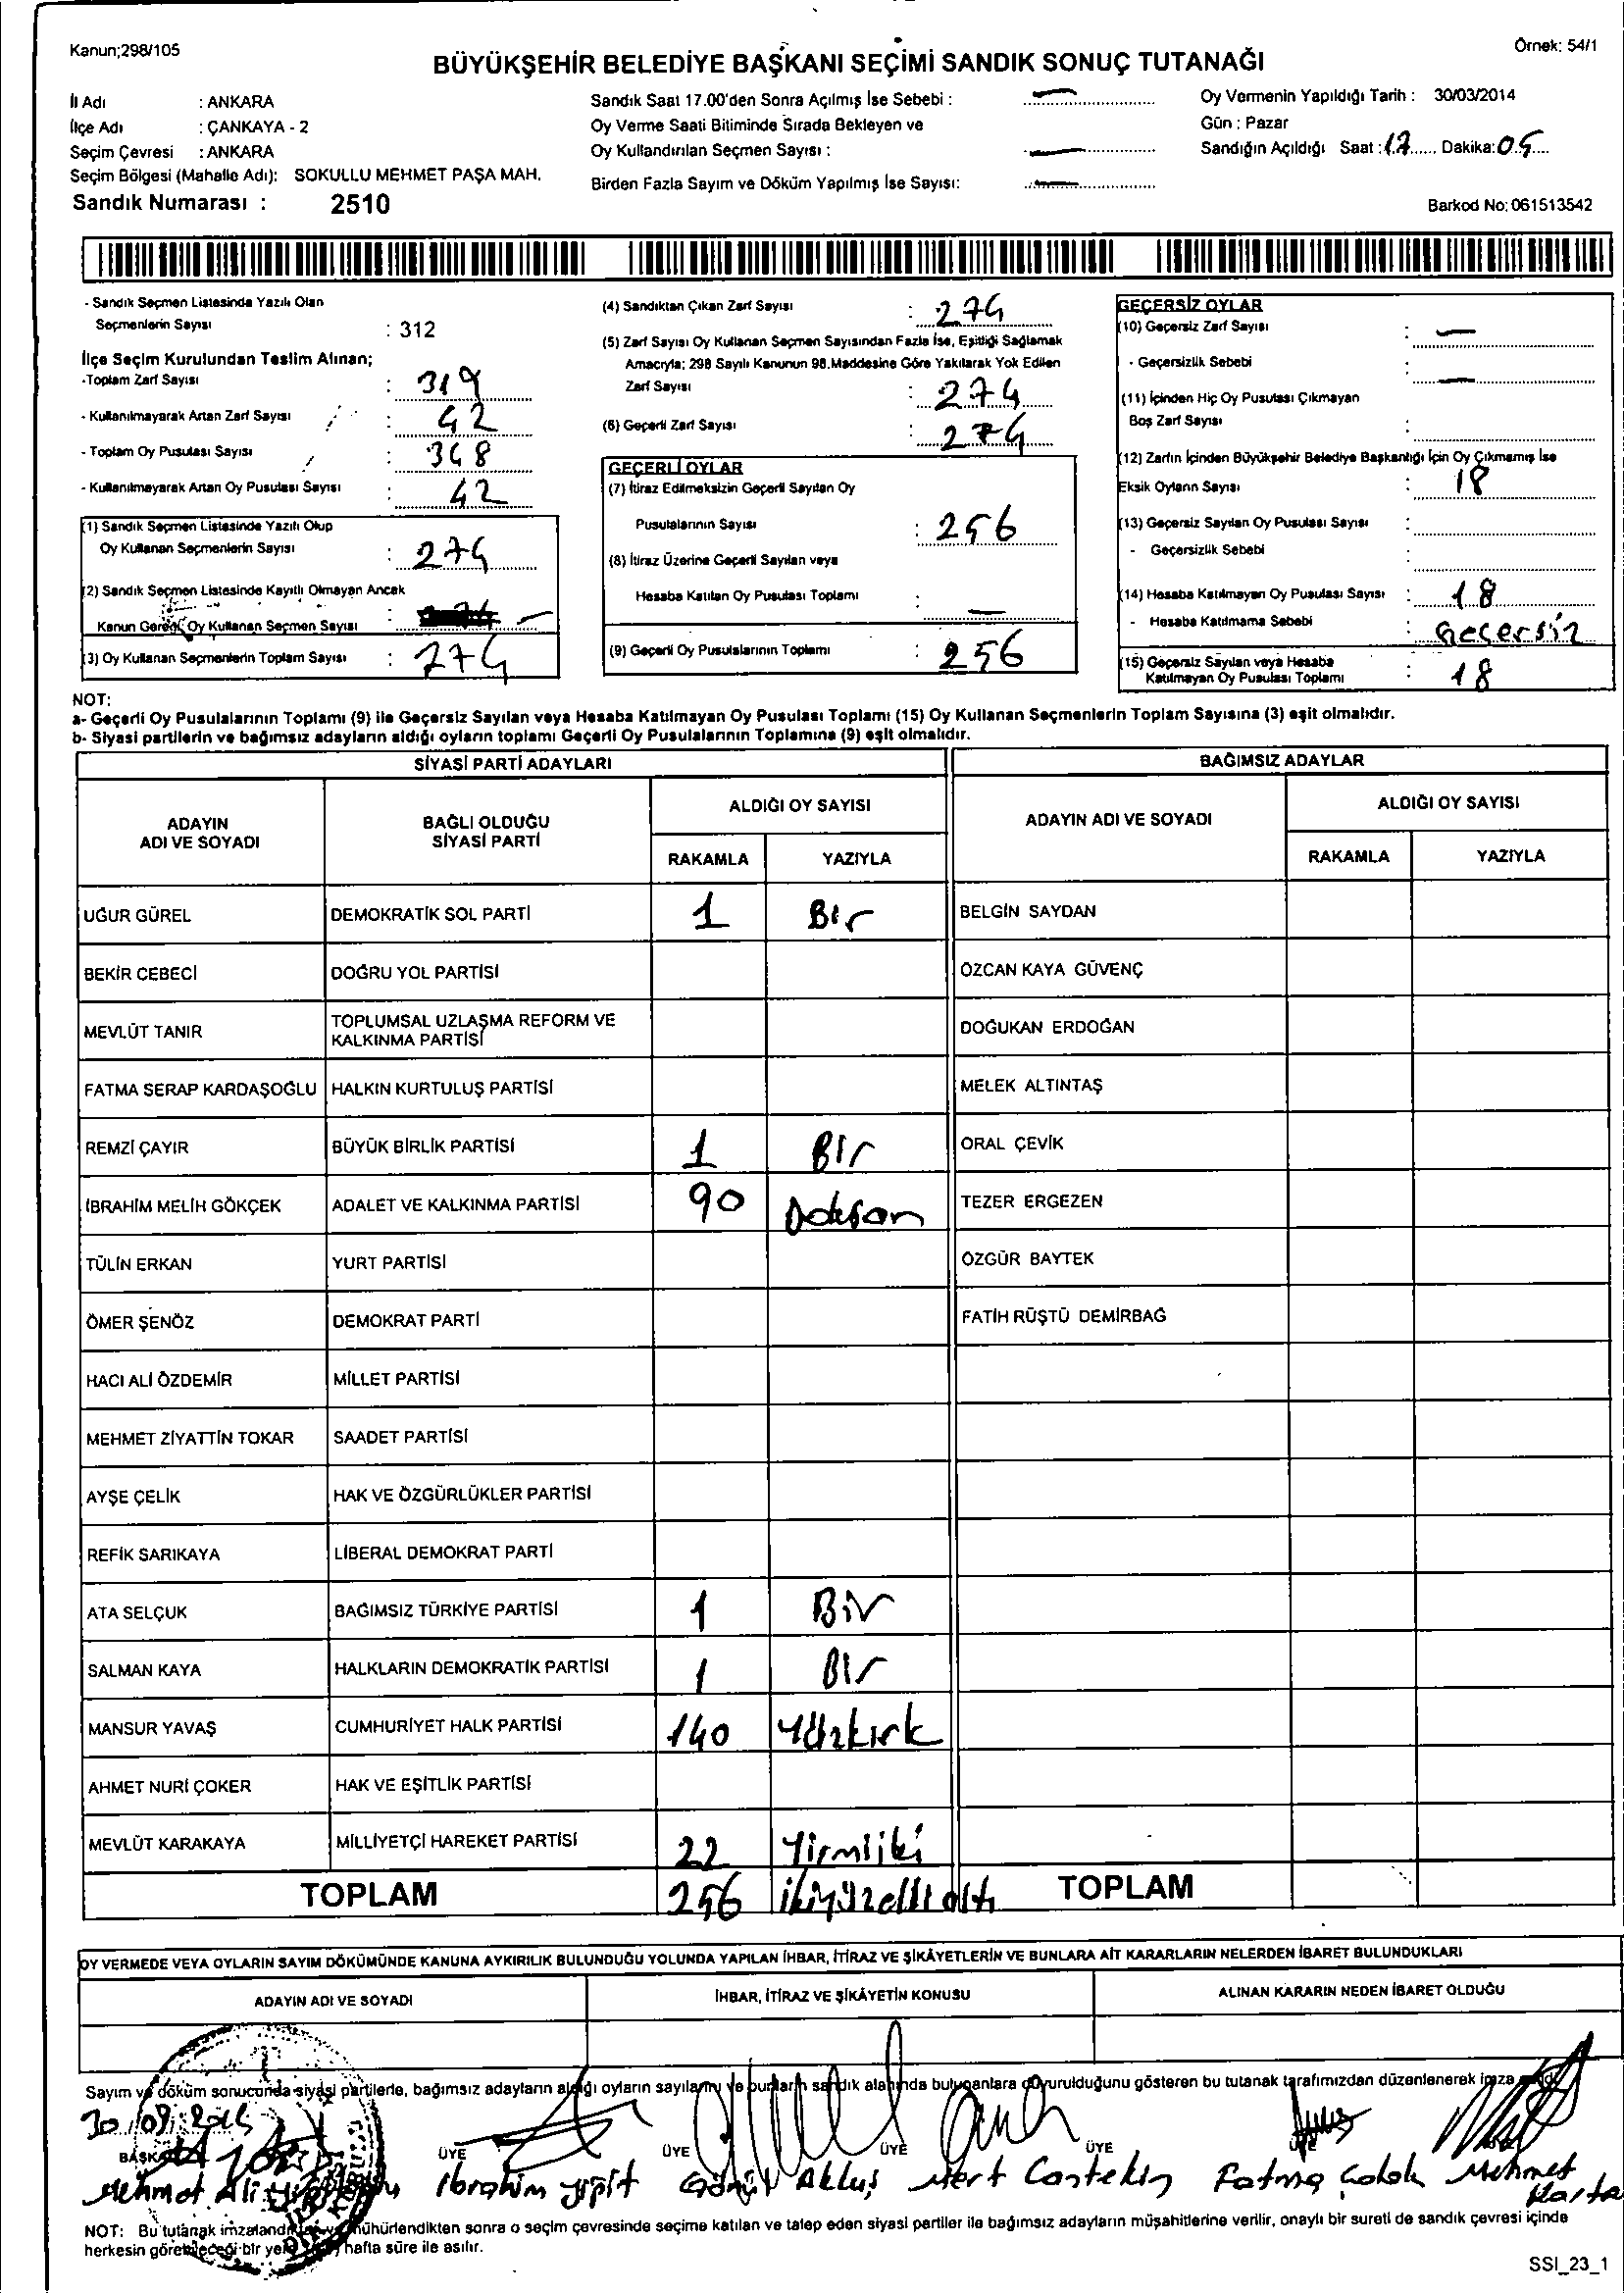 Kanun;298/105
Örnek: 54/1
BÜYÜKŞEHİR BELEDİYE BAŞKANI SEÇİMİ SANDIK SONUÇ TUTANAĞI
İl Adı : ANKARA
İlçe Adı : ÇANKAYA - 2
Seçim Çevresi : ANKARA
Seçim Bölgesi (Mahalle Adı): SOKULLU MEHMET PAŞA MAH.
Sandık Numarası : 2510
Sandık Saat 17.00'den Sonra Açılmış İse Sebebi : —
Oy Verme Saati Bitiminde Sırada Bekleyen ve
Oy Kullandırılan Seçmen Sayısı : —
Birden Fazla Sayım ve Döküm Yapılmış İse Sayısı: —
Oy Vermenin Yapıldığı Tarih : 30/03/2014
Gün : Pazar
Sandığın Açıldığı Saat : 17 Dakika: 05
Barkod No: 061513542
- Sandık Seçmen Listesinde Yazılı Olan
Seçmenlerin Sayısı : 312
İlçe Seçim Kurulundan Teslim Alınan;
-Toplam Zarf Sayısı : 319
- Kullanılmayarak Artan Zarf Sayısı : 42
- Toplam Oy Pusulası Sayısı : 348
- Kullanılmayarak Artan Oy Pusulası Sayısı : 42
(1) Sandık Seçmen Listesinde Yazılı Olup
Oy Kullanan Seçmenlerin Sayısı : 274
(2) Sandık Seçmen Listesinde Kayıtlı Olmayan Ancak
Kanun Gereği Oy Kullanan Seçmen Sayısı : —
(3) Oy Kullanan Seçmenlerin Toplam Sayısı : 274
(4) Sandıktan Çıkan Zarf Sayısı : 274
(5) Zarf Sayısı Oy Kullanan Seçmen Sayısından Fazla İse, Eşitliği Sağlamak
Amacıyla; 298 Sayılı Kanunun 98.Maddesine Göre Yakılarak Yok Edilen
Zarf Sayısı : 274
(6) Geçerli Zarf Sayısı : 274
GEÇERLİ OYLAR
(7) İtiraz Edilmeksizin Geçerli Sayılan Oy
Pusulalarının Sayısı : 256
(8) İtiraz Üzerine Geçerli Sayılan veya
Hesaba Katılan Oy Pusulası Toplamı : —
(9) Geçerli Oy Pusulalarının Toplamı : 256
GEÇERSİZ OYLAR
(10) Geçersiz Zarf Sayısı : —
- Geçersizlik Sebebi : —
(11) İçinden Hiç Oy Pusulası Çıkmayan
Boş Zarf Sayısı :
(12) Zarfın İçinden Büyükşehir Belediye Başkanlığı İçin Oy Çıkmamış İse
Eksik Oyların Sayısı : 18
(13) Geçersiz Sayılan Oy Pusulası Sayısı :
- Geçersizlik Sebebi :
(14) Hesaba Katılmayan Oy Pusulası Sayısı : 18
- Hesaba Katılmama Sebebi : Geçersiz
(15) Geçersiz Sayılan veya Hesaba
Katılmayan Oy Pusulası Toplamı : 18
NOT:
a- Geçerli Oy Pusulalarının Toplamı (9) ile Geçersiz Sayılan veya Hesaba Katılmayan Oy Pusulası Toplamı (15) Oy Kullanan Seçmenlerin Toplam Sayısına (3) eşit olmalıdır.
b- Siyasi partilerin ve bağımsız adayların aldığı oyların toplamı Geçerli Oy Pusulalarının Toplamına (9) eşit olmalıdır.
SİYASİ PARTİ ADAYLARI
BAĞIMSIZ ADAYLAR
ADAYIN
ADI VE SOYADI
BAĞLI OLDUĞU
SİYASİ PARTİ
ALDIĞI OY SAYISI
RAKAMLA YAZIYLA
ADAYIN ADI VE SOYADI
ALDIĞI OY SAYISI
RAKAMLA YAZIYLA
UĞUR GÜREL DEMOKRATİK SOL PARTİ 1 Bir BELGİN SAYDAN
BEKİR CEBECİ DOĞRU YOL PARTİSİ ÖZCAN KAYA GÜVENÇ
MEVLÜT TANIR TOPLUMSAL UZLAŞMA REFORM VE
KALKINMA PARTİSİ DOĞUKAN ERDOĞAN
FATMA SERAP KARDAŞOĞLU HALKIN KURTULUŞ PARTİSİ MELEK ALTINTAŞ
REMZİ ÇAYIR BÜYÜK BİRLİK PARTİSİ 1 Bir ORAL ÇEVİK
İBRAHİM MELİH GÖKÇEK ADALET VE KALKINMA PARTİSİ 90 Doksan TEZER ERGEZEN
TÜLİN ERKAN YURT PARTİSİ ÖZGÜR BAYTEK
ÖMER ŞENÖZ DEMOKRAT PARTİ FATİH RÜŞTÜ DEMİRBAĞ
HACI ALİ ÖZDEMİR MİLLET PARTİSİ
MEHMET ZİYATTİN TOKAR SAADET PARTİSİ
AYŞE ÇELİK HAK VE ÖZGÜRLÜKLER PARTİSİ
REFİK SARIKAYA LİBERAL DEMOKRAT PARTİ
ATA SELÇUK BAĞIMSIZ TÜRKİYE PARTİSİ 1 Bir
SALMAN KAYA HALKLARIN DEMOKRATİK PARTİSİ 1 Bir
MANSUR YAVAŞ CUMHURİYET HALK PARTİSİ 140 Yüzkırk
AHMET NURİ ÇOKER HAK VE EŞİTLİK PARTİSİ
MEVLÜT KARAKAYA MİLLİYETÇİ HAREKET PARTİSİ 22 Yirmiiki
TOPLAM 256 ikiyüzelli altı TOPLAM
OY VERMEDE VEYA OYLARIN SAYIM DÖKÜMÜNDE KANUNA AYKIRILIK BULUNDUĞU YOLUNDA YAPILAN İHBAR, İTİRAZ VE ŞİKÂYETLERİN VE BUNLARA AİT KARARLARIN NELERDEN İBARET BULUNDUKLARI
ADAYIN ADI VE SOYADI İHBAR, İTİRAZ VE ŞİKÂYETİN KONUSU ALINAN KARARIN NEDEN İBARET OLDUĞU
Sayım ve döküm sonucunda siyasi partilerle, bağımsız adayların aldığı oyların sayılarını ve bunların sandık alanında bulunanlara duyurulduğunu gösteren bu tutanak tarafımızdan düzenlenerek imza
BAŞKAN ÜYE ÜYE ÜYE ÜYE
Mehmet Ali İbrahim yiğit Gönül Akkuş Mert Fatma Çolak Mehmet
NOT: Bu tutanak mühürlendikten sonra o seçim çevresinde seçime katılan ve talep eden siyasi partiler ile bağımsız adayların müşahitlerine verilir, onaylı bir sureti de sandık çevresi içinde
herkesin görebileceği bir hafta süre ile asılır.
SSI_23_1